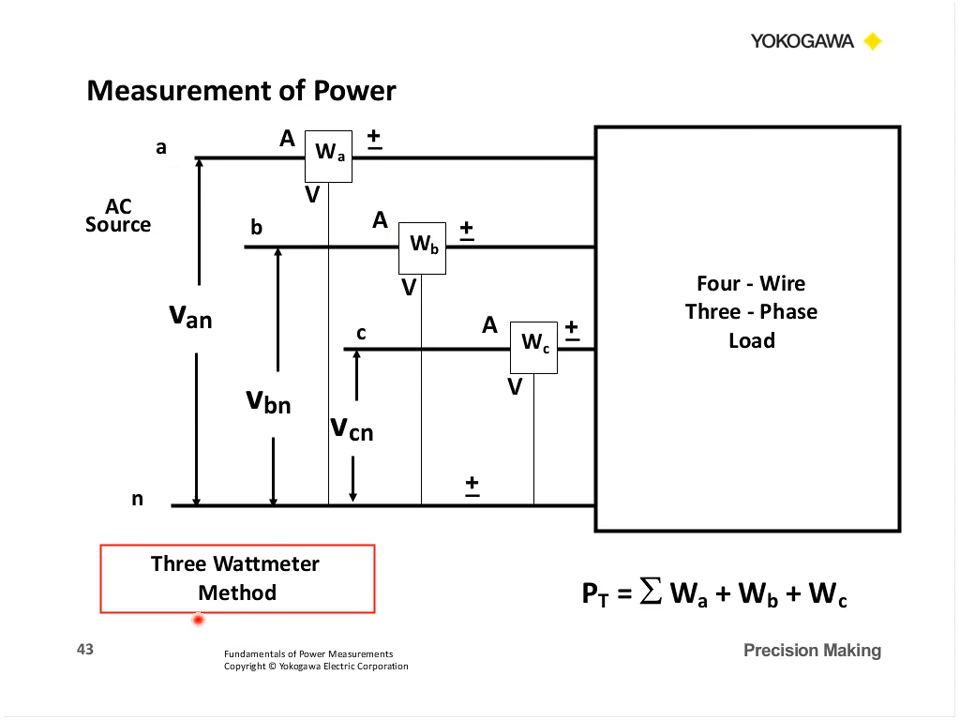 YOKOGAWA
Measurement of Power
a
A
Wa
±
V
AC
Source
b
A
Wb
±
V
van
c
A
Wc
±
V
vbn
vcn
n
±
Four - Wire
Three - Phase
Load
Three Wattmeter
Method
PT = ∑ Wa + Wb + Wc
43
Fundamentals of Power Measurements
Copyright © Yokogawa Electric Corporation
Precision Making